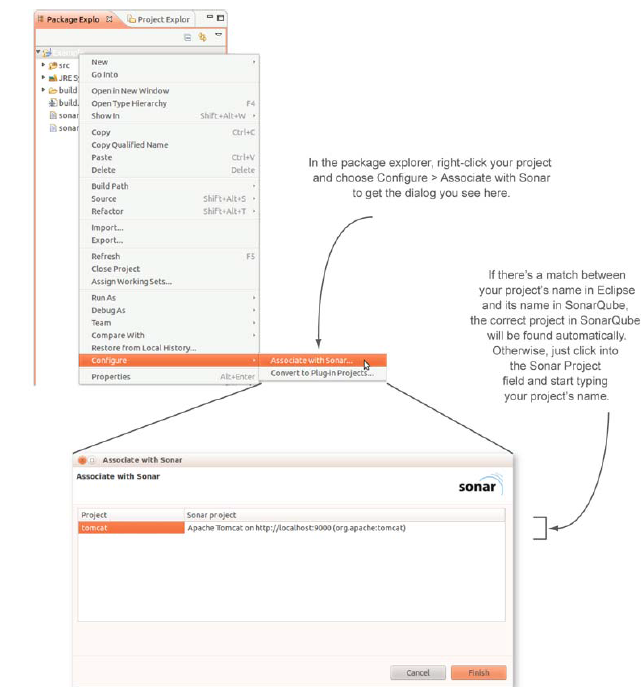 Package Explo
Project Explor
src
JRE Sy
build
build.
sonar
sonar
New
Go Into
Open in New Window
Open Type Hierarchy F4
Show In Shift+Alt+W
Copy Ctrl+C
Copy Qualified Name
Paste Ctrl+V
Delete Delete
Build Path
Source Shift+Alt+S
Refactor Shift+Alt+T
Import...
Export...
Refresh F5
Close Project
Assign Working Sets...
Run As
Debug As
Team
Compare With
Restore from Local History...
Configure
Properties Alt+Enter
Associate with Sonar...
Convert to Plug-in Projects...
In the package explorer, right-click your project
and choose Configure > Associate with Sonar
to get the dialog you see here.
If there's a match between
your project's name in Eclipse
and its name in SonarQube,
the correct project in SonarQube
will be found automatically.
Otherwise, just click into
the Sonar Project
field and start typing
your project's name.
Associate with Sonar
Associate with Sonar
sonar
Project Sonar project
tomcat Apache Tomcat on http://localhost:9000 (org.apache:tomcat)
Cancel Finish